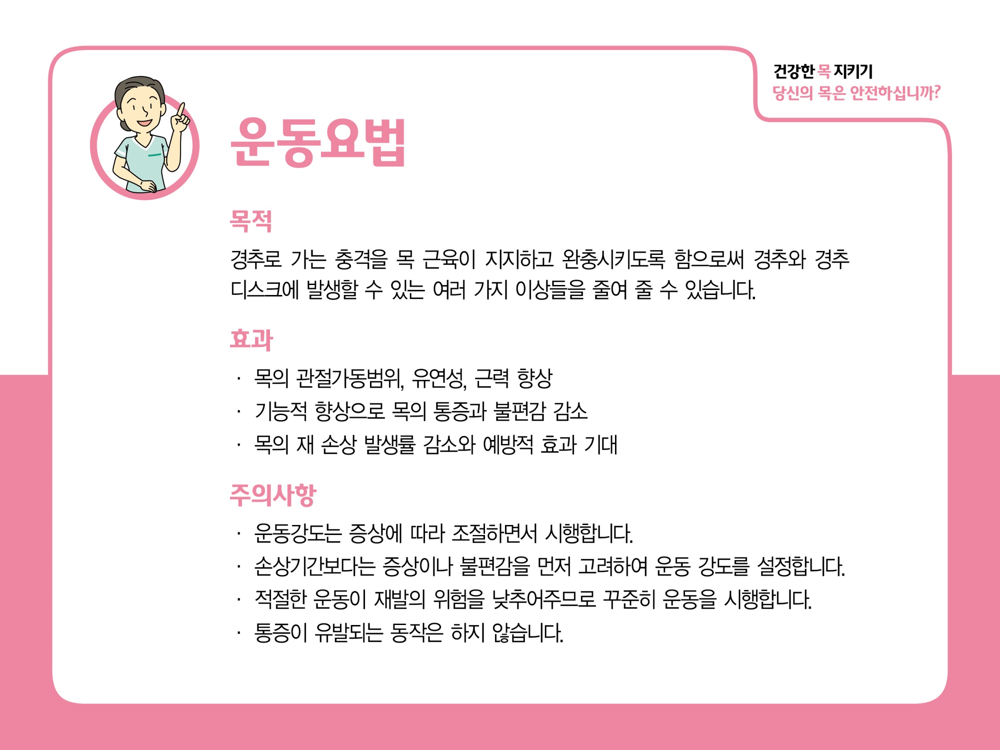 건강한 목 지키기
당신의 목은 안전하십니까?
운동요법
목적
경추로 가는 충격을 목 근육이 지지하고 완충시키도록 함으로써 경추와 경추
디스크에 발생할 수 있는 여러 가지 이상들을 줄여 줄 수 있습니다.
효과
· 목의 관절가동범위, 유연성, 근력 향상
· 기능적 향상으로 목의 통증과 불편감 감소
· 목의 재 손상 발생률 감소와 예방적 효과 기대
주의사항
· 운동강도는 증상에 따라 조절하면서 시행합니다.
· 손상기간보다는 증상이나 불편감을 먼저 고려하여 운동 강도를 설정합니다.
· 적절한 운동이 재발의 위험을 낮추어주므로 꾸준히 운동을 시행합니다.
· 통증이 유발되는 동작은 하지 않습니다.